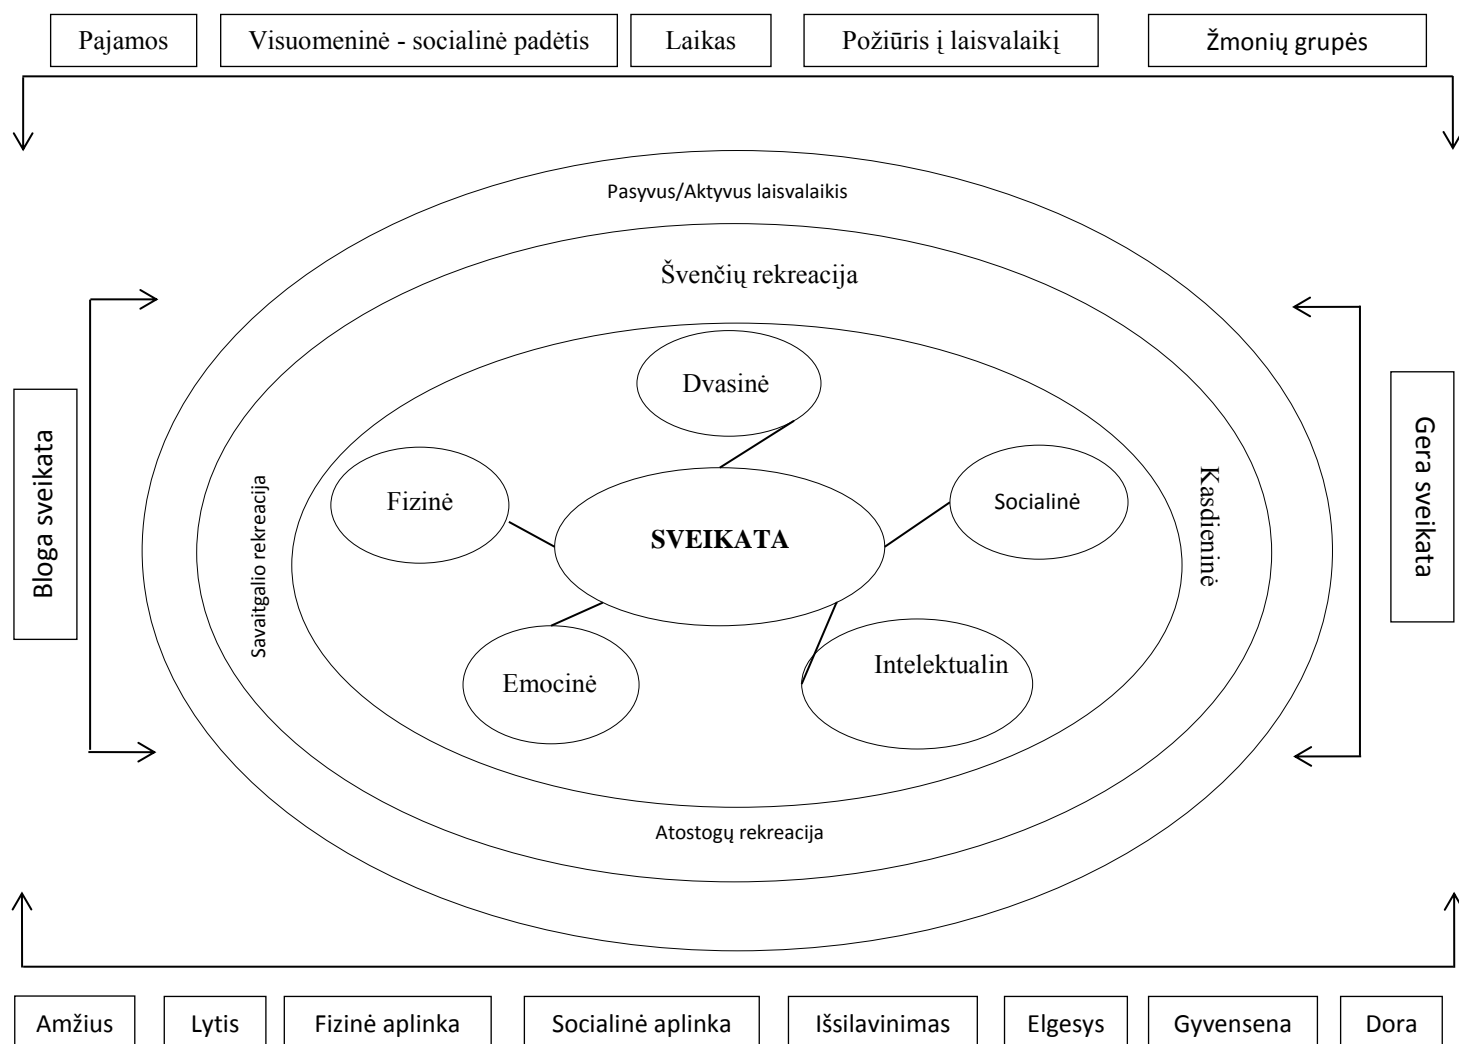 Pajamos
Visuomeninė - socialinė padėtis
Laikas
Požiūris į laisvalaikį
Žmonių grupės
Pasyvus/Aktyvus laisvalaikis
Švenčių rekreacija
Dvasinė
Bloga sveikata
Savaitgalio rekreacija
Fizinė
SVEIKATA
Socialinė
Kasdieninė
Gera sveikata
Emocinė
Intelektualin
Atostogų rekreacija
Amžius
Lytis
Fizinė aplinka
Socialinė aplinka
Išsilavinimas
Elgesys
Gyvensena
Dora